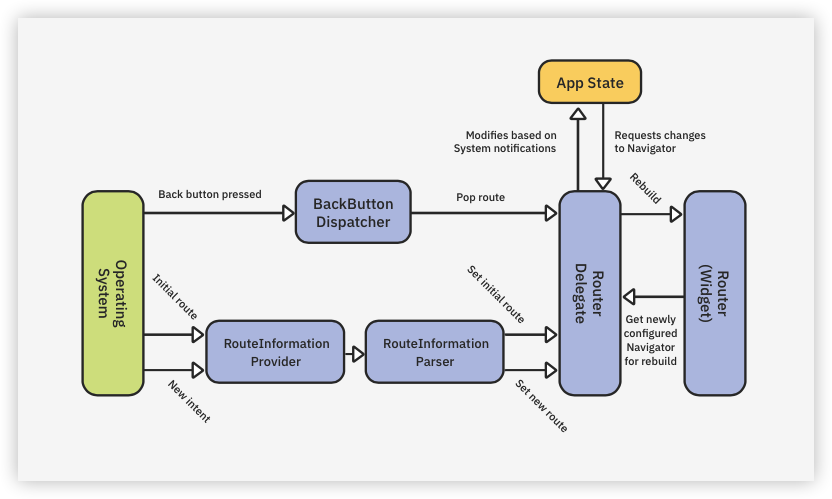 App State
Modifies based on
System notifications
Requests changes
to Navigator
Back button pressed
BackButton
Dispatcher
Pop route
Rebuild
Operating
System
Initial route
Set initial route
Router
Delegate
Router
(Widget)
RouteInformation
Provider
RouteInformation
Parser
Get newly
configured
Navigator
for rebuild
New intent
Set new route